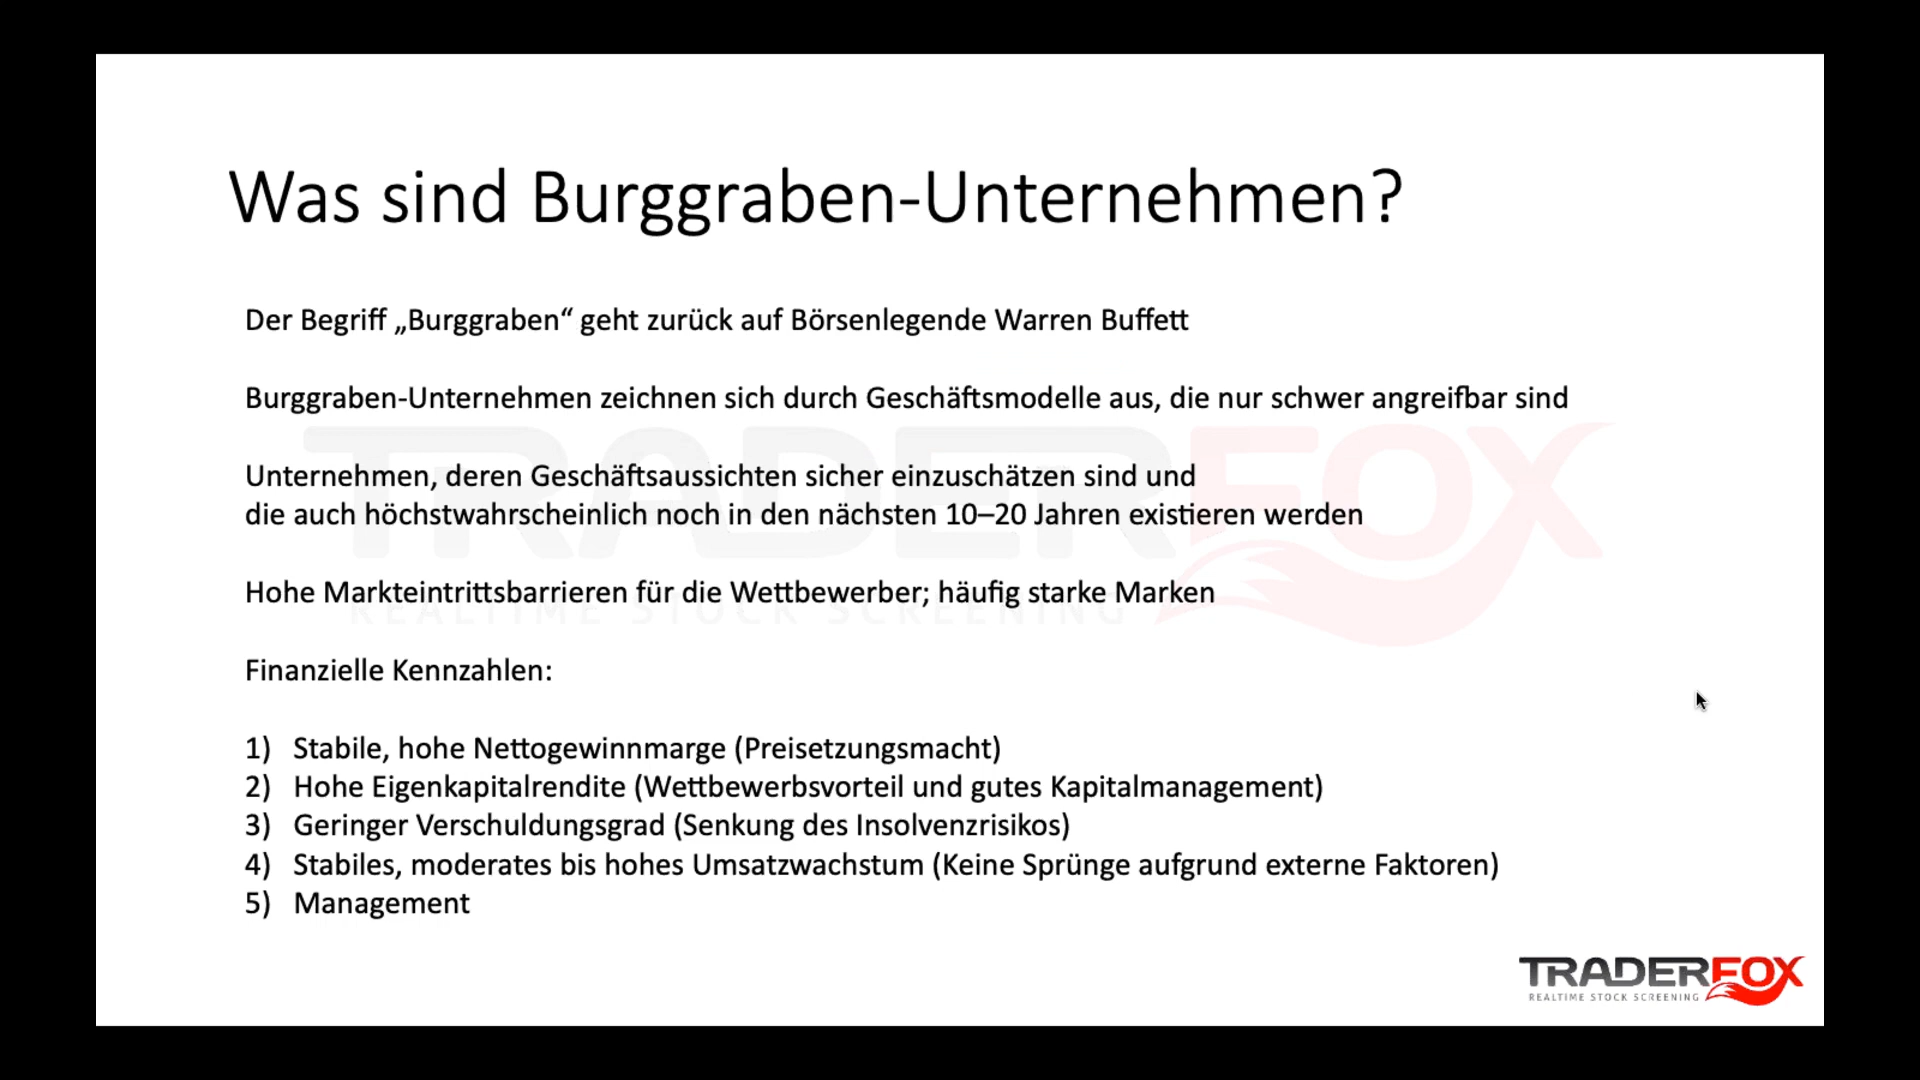 Was sind Burggraben-Unternehmen?
Der Begriff „Burggraben“ geht zurück auf Börsenlegende Warren Buffett
Burggraben-Unternehmen zeichnen sich durch Geschäftsmodelle aus, die nur schwer angreifbar sind
Unternehmen, deren Geschäftsaussichten sicher einzuschätzen sind und
die auch höchstwahrscheinlich noch in den nächsten 10–20 Jahren existieren werden
Hohe Markteintrittsbarrieren für die Wettbewerber; häufig starke Marken
TRADERFOX
REALTIME STOCK SCREENING
Finanzielle Kennzahlen:
1) Stabile, hohe Nettogewinnmarge (Preisetzungsmacht)
2) Hohe Eigenkapitalrendite (Wettbewerbsvorteil und gutes Kapitalmanagement)
3) Geringer Verschuldungsgrad (Senkung des Insolvenzrisikos)
4) Stabiles, moderates bis hohes Umsatzwachstum (Keine Sprünge aufgrund externe Faktoren)
5) Management
TRADERFOX
REALTIME STOCK SCREENING